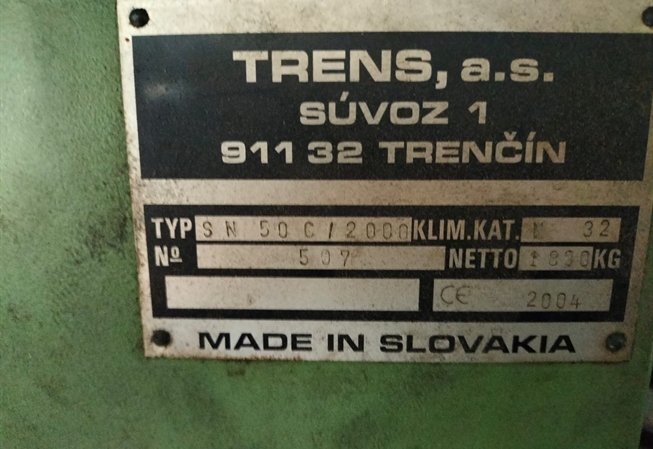 TRENS, a.s.
SÚVOZ 1
911 32 TRENČÍN
TYP SN 50 C/2000 KLIM.KAT. 32
Nº 507 NETTO KG
CE 2004
MADE IN SLOVAKIA